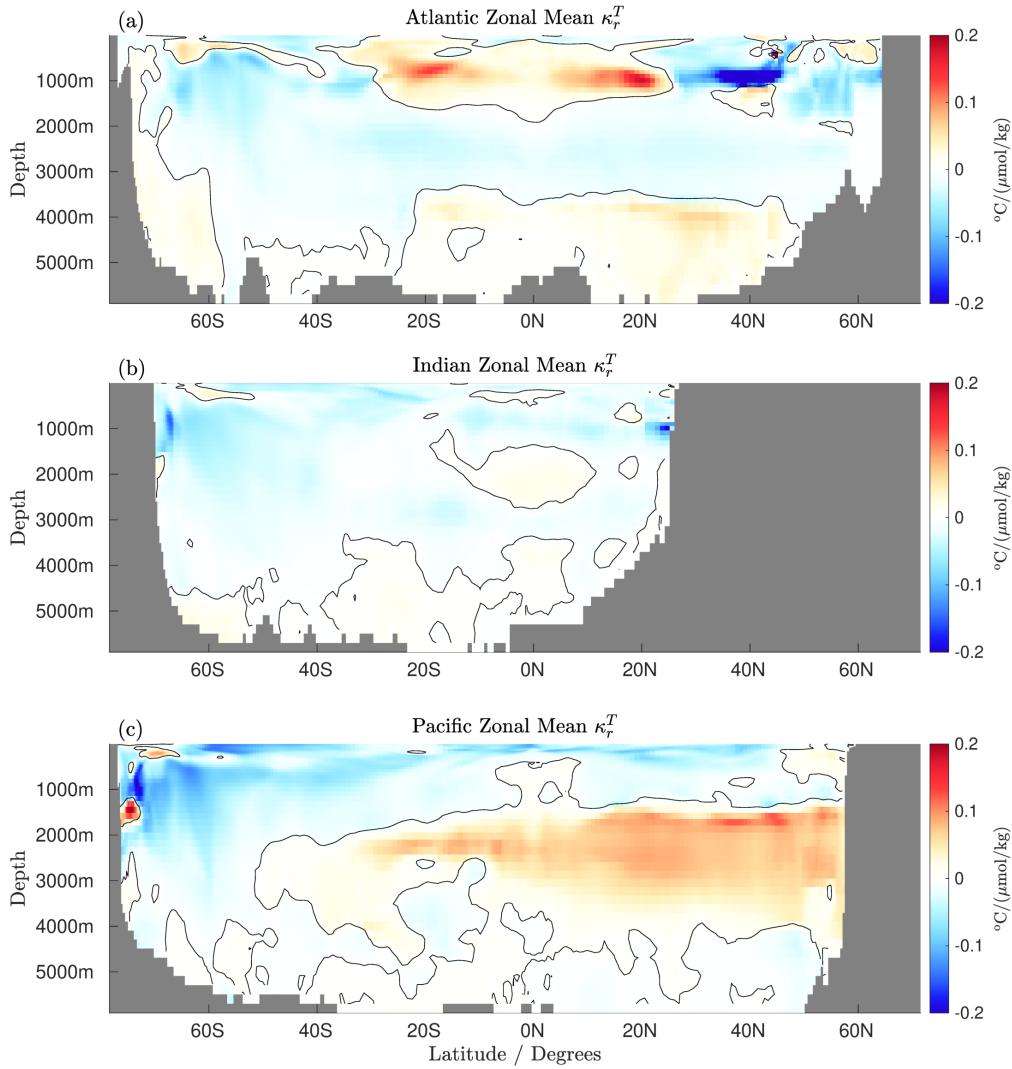 (a) Atlantic Zonal Mean κ_r^T
0.2
0.1
0
-0.1
-0.2
°C/(μmol/kg)
1000m
2000m
3000m
4000m
5000m
Depth
60S 40S 20S 0N 20N 40N 60N
(b) Indian Zonal Mean κ_r^T
0.2
0.1
0
-0.1
-0.2
°C/(μmol/kg)
1000m
2000m
3000m
4000m
5000m
Depth
60S 40S 20S 0N 20N 40N 60N
(c) Pacific Zonal Mean κ_r^T
0.2
0.1
0
-0.1
-0.2
°C/(μmol/kg)
1000m
2000m
3000m
4000m
5000m
Depth
60S 40S 20S 0N 20N 40N 60N
Latitude / Degrees